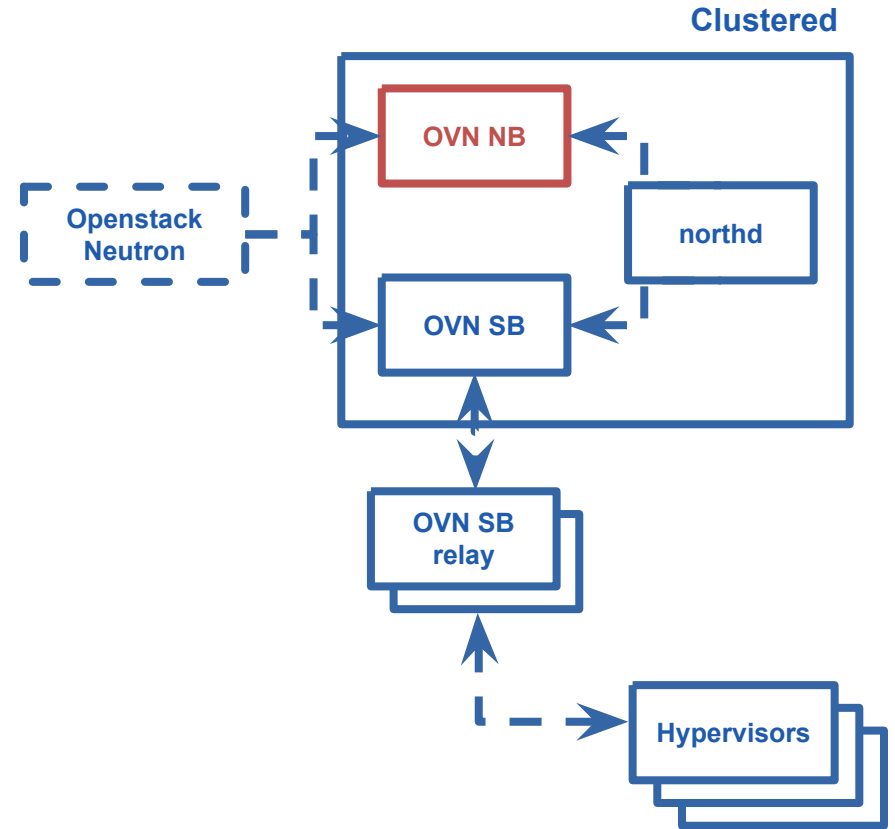 Clustered
OVN NB
Openstack
Neutron
northd
OVN SB
OVN SB
relay
Hypervisors